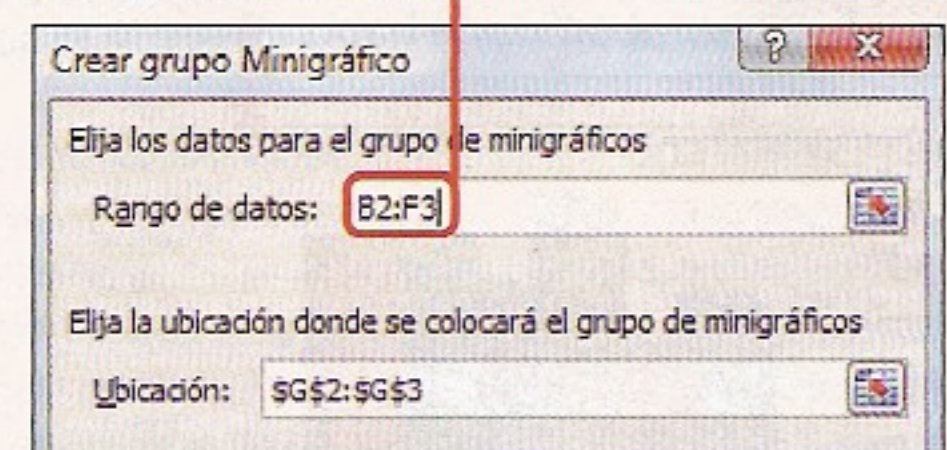 Crear grupo Minigráfico
Elija los datos para el grupo de minigráficos
Rango de datos: B2:F3
Elija la ubicación donde se colocará el grupo de minigráficos
Ubicación: $G$2:$G$3